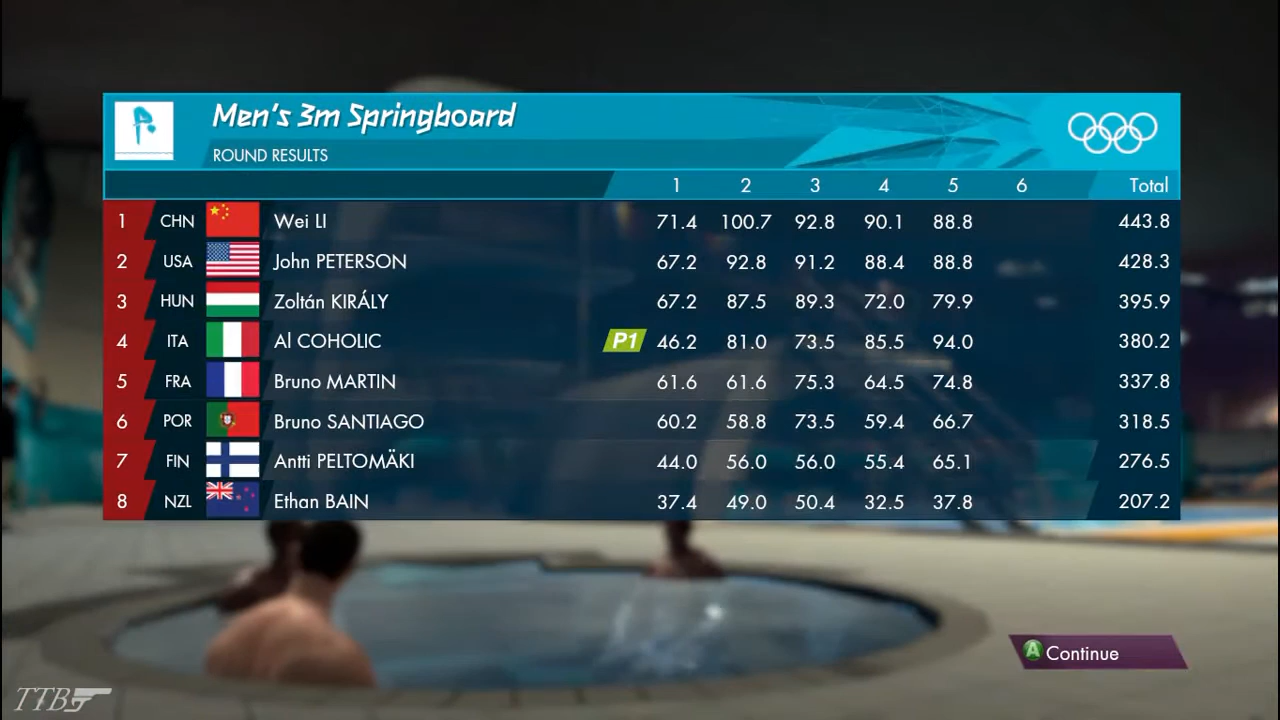 Men's 3m Springboard
ROUND RESULTS
1 2 3 4 5 6 Total
1 CHN Wei LI 71.4 100.7 92.8 90.1 88.8 443.8
2 USA John PETERSON 67.2 92.8 91.2 88.4 88.8 428.3
3 HUN Zoltán KIRÁLY 67.2 87.5 89.3 72.0 79.9 395.9
4 ITA Al COHOLIC P1 46.2 81.0 73.5 85.5 94.0 380.2
5 FRA Bruno MARTIN 61.6 61.6 75.3 64.5 74.8 337.8
6 POR Bruno SANTIAGO 60.2 58.8 73.5 59.4 66.7 318.5
7 FIN Antti PELTOMÄKI 44.0 56.0 56.0 55.4 65.1 276.5
8 NZL Ethan BAIN 37.4 49.0 50.4 32.5 37.8 207.2
A Continue
TTB